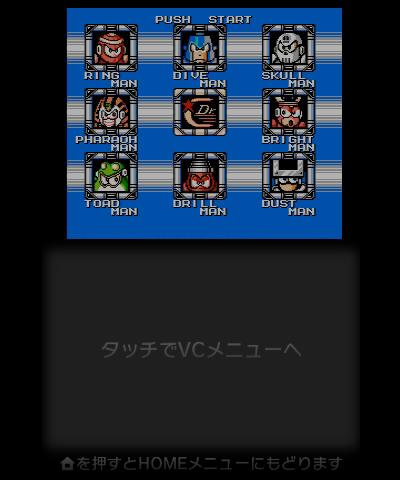 PUSH START
RING MAN
DIVE MAN
SKULL MAN
PHARAOH MAN
BRIGHT MAN
TOAD MAN
DRILL MAN
DUST MAN
タッチでVCメニューへ
を押すとHOMEメニューにもどります